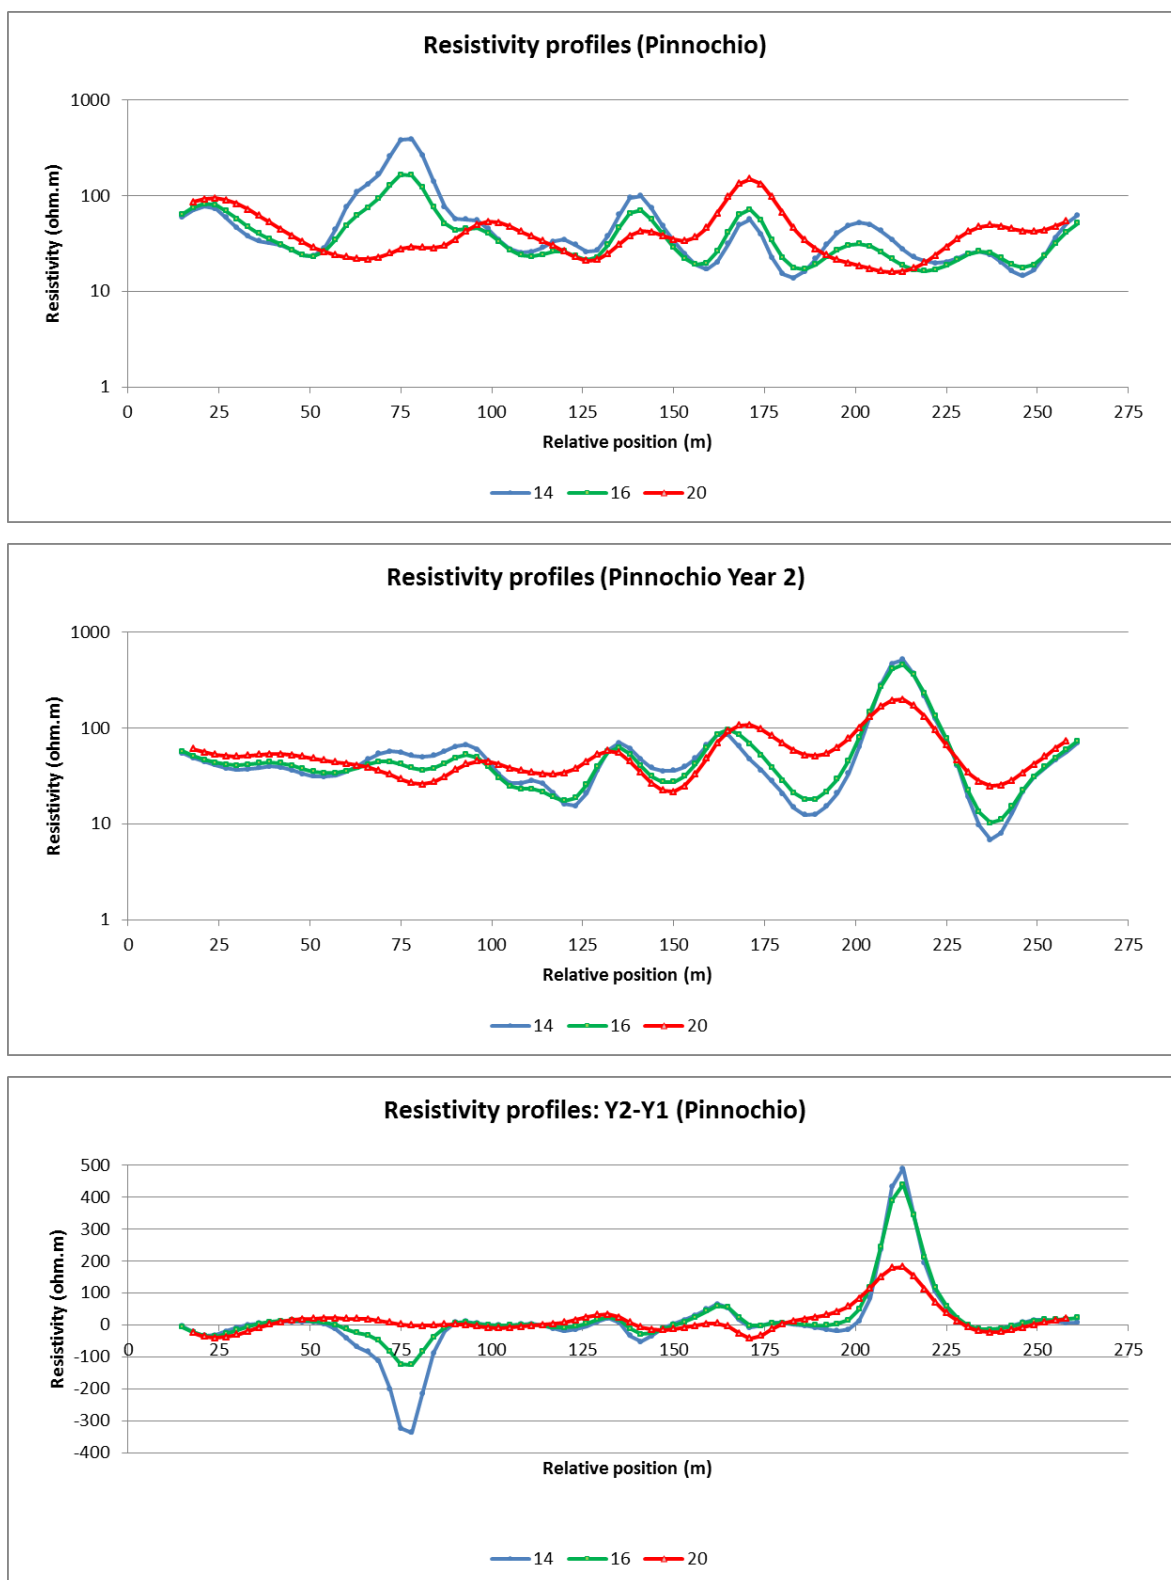 Resistivity profiles (Pinnochio)
Resistivity (ohm.m)
1000
100
10
1
0 25 50 75 100 125 150 175 200 225 250 275
Relative position (m)
14 16 20
Resistivity profiles (Pinnochio Year 2)
Resistivity (ohm.m)
1000
100
10
1
0 25 50 75 100 125 150 175 200 225 250 275
Relative position (m)
14 16 20
Resistivity profiles: Y2-Y1 (Pinnochio)
Resistivity (ohm.m)
500
400
300
200
100
0
-100
-200
-300
-400
0 25 50 75 100 125 150 175 200 225 250 275
Relative position (m)
14 16 20